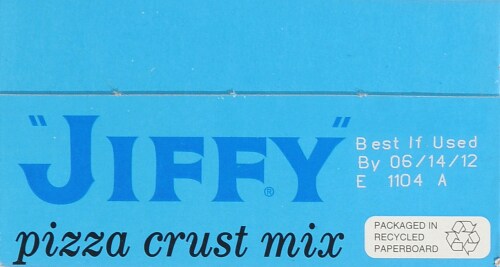 "JIFFY"®
pizza crust mix
Best If Used
By 06/14/12
E 1104 A
PACKAGED IN
RECYCLED
PAPERBOARD